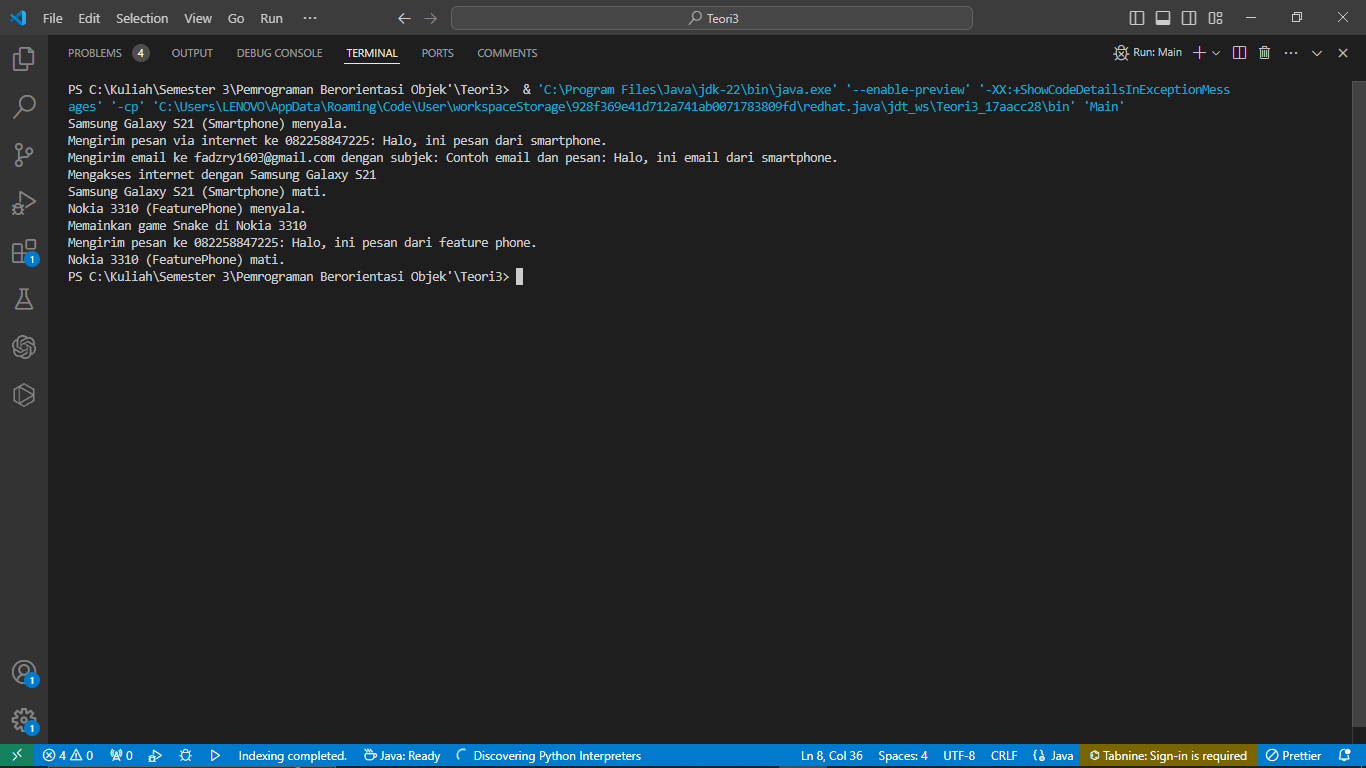 File Edit Selection View Go Run ··· Teori3
PROBLEMS 4 OUTPUT DEBUG CONSOLE TERMINAL PORTS COMMENTS Run: Main
PS C:\Kuliah\Semester 3\Pemrograman Berorientasi Objek'\Teori3>  & 'C:\Program Files\Java\jdk-22\bin\java.exe' '--enable-preview' '-XX:+ShowCodeDetailsInExceptionMess
ages' '-cp' 'C:\Users\LENOVO\AppData\Roaming\Code\User\workspaceStorage\928f369e41d712a741ab0071783809fd\redhat.java\jdt_ws\Teori3_17aacc28\bin' 'Main'
Samsung Galaxy S21 (Smartphone) menyala.
Mengirim pesan via internet ke 082258847225: Halo, ini pesan dari smartphone.
Mengirim email ke fadzry1603@gmail.com dengan subjek: Contoh email dan pesan: Halo, ini email dari smartphone.
Mengakses internet dengan Samsung Galaxy S21
Samsung Galaxy S21 (Smartphone) mati.
Nokia 3310 (FeaturePhone) menyala.
Memainkan game Snake di Nokia 3310
Mengirim pesan ke 082258847225: Halo, ini pesan dari feature phone.
Nokia 3310 (FeaturePhone) mati.
PS C:\Kuliah\Semester 3\Pemrograman Berorientasi Objek'\Teori3>
1
1
1
4 0 0 Indexing completed. Java: Ready Discovering Python Interpreters Ln 8, Col 36 Spaces: 4 UTF-8 CRLF {} Java Tabnine: Sign-in is required Prettier